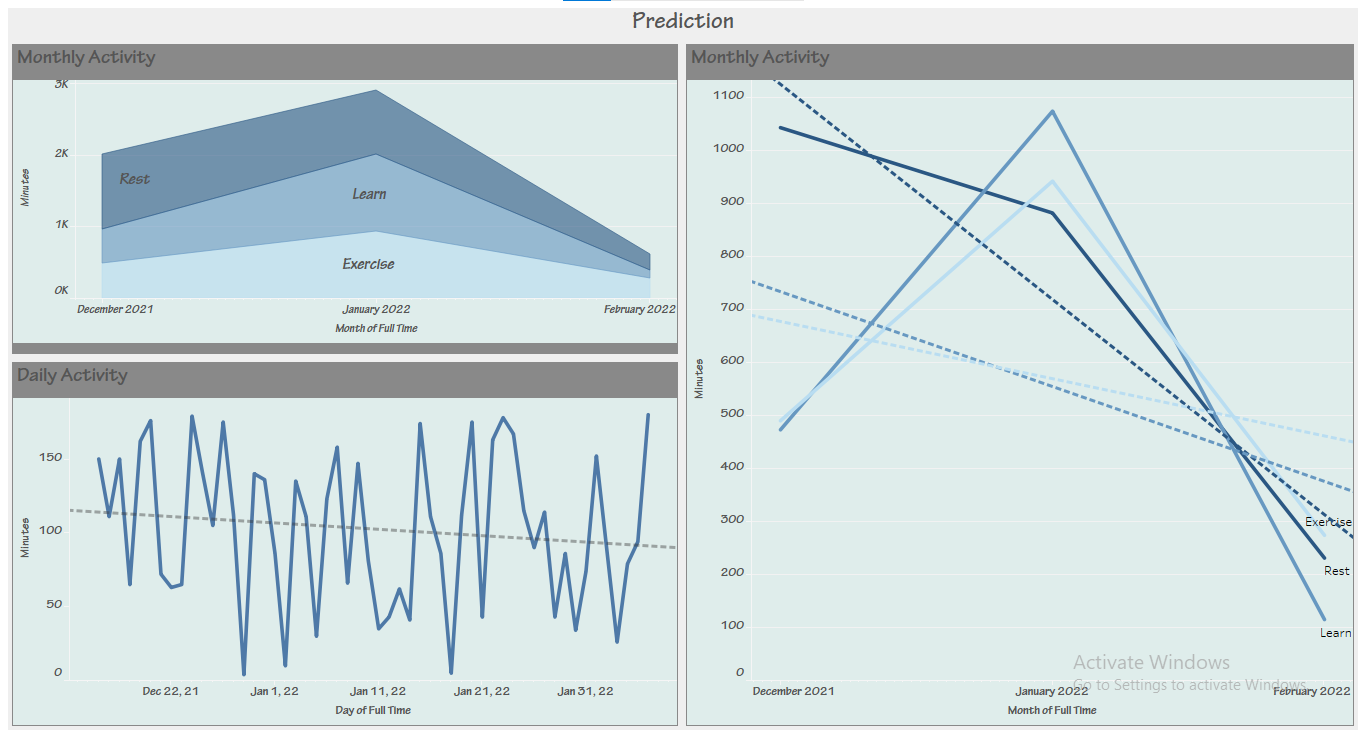 Prediction
Monthly Activity
3K
2K
1K
0K
Minutes
Rest
Learn
Exercise
December 2021
January 2022
February 2022
Month of Full Time
Daily Activity
150
100
50
0
Minutes
Dec 22, 21
Jan 1, 22
Jan 11, 22
Jan 21, 22
Jan 31, 22
Day of Full Time
Monthly Activity
1100
1000
900
800
700
600
500
400
300
200
100
0
Minutes
Exercise
Rest
Learn
Activate Windows
Go to Settings to activate Windows.
December 2021
January 2022
February 2022
Month of Full Time